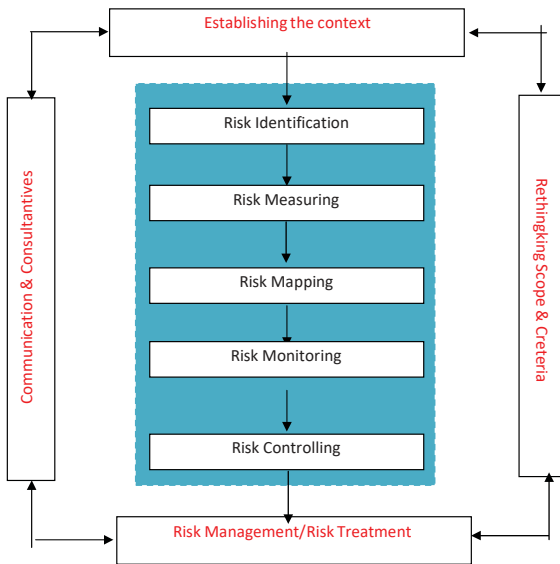 Establishing the context
Communication & Consultantives
Risk Identification
Risk Measuring
Risk Mapping
Risk Monitoring
Risk Controlling
Rethingking Scope & Creteria
Risk Management/Risk Treatment